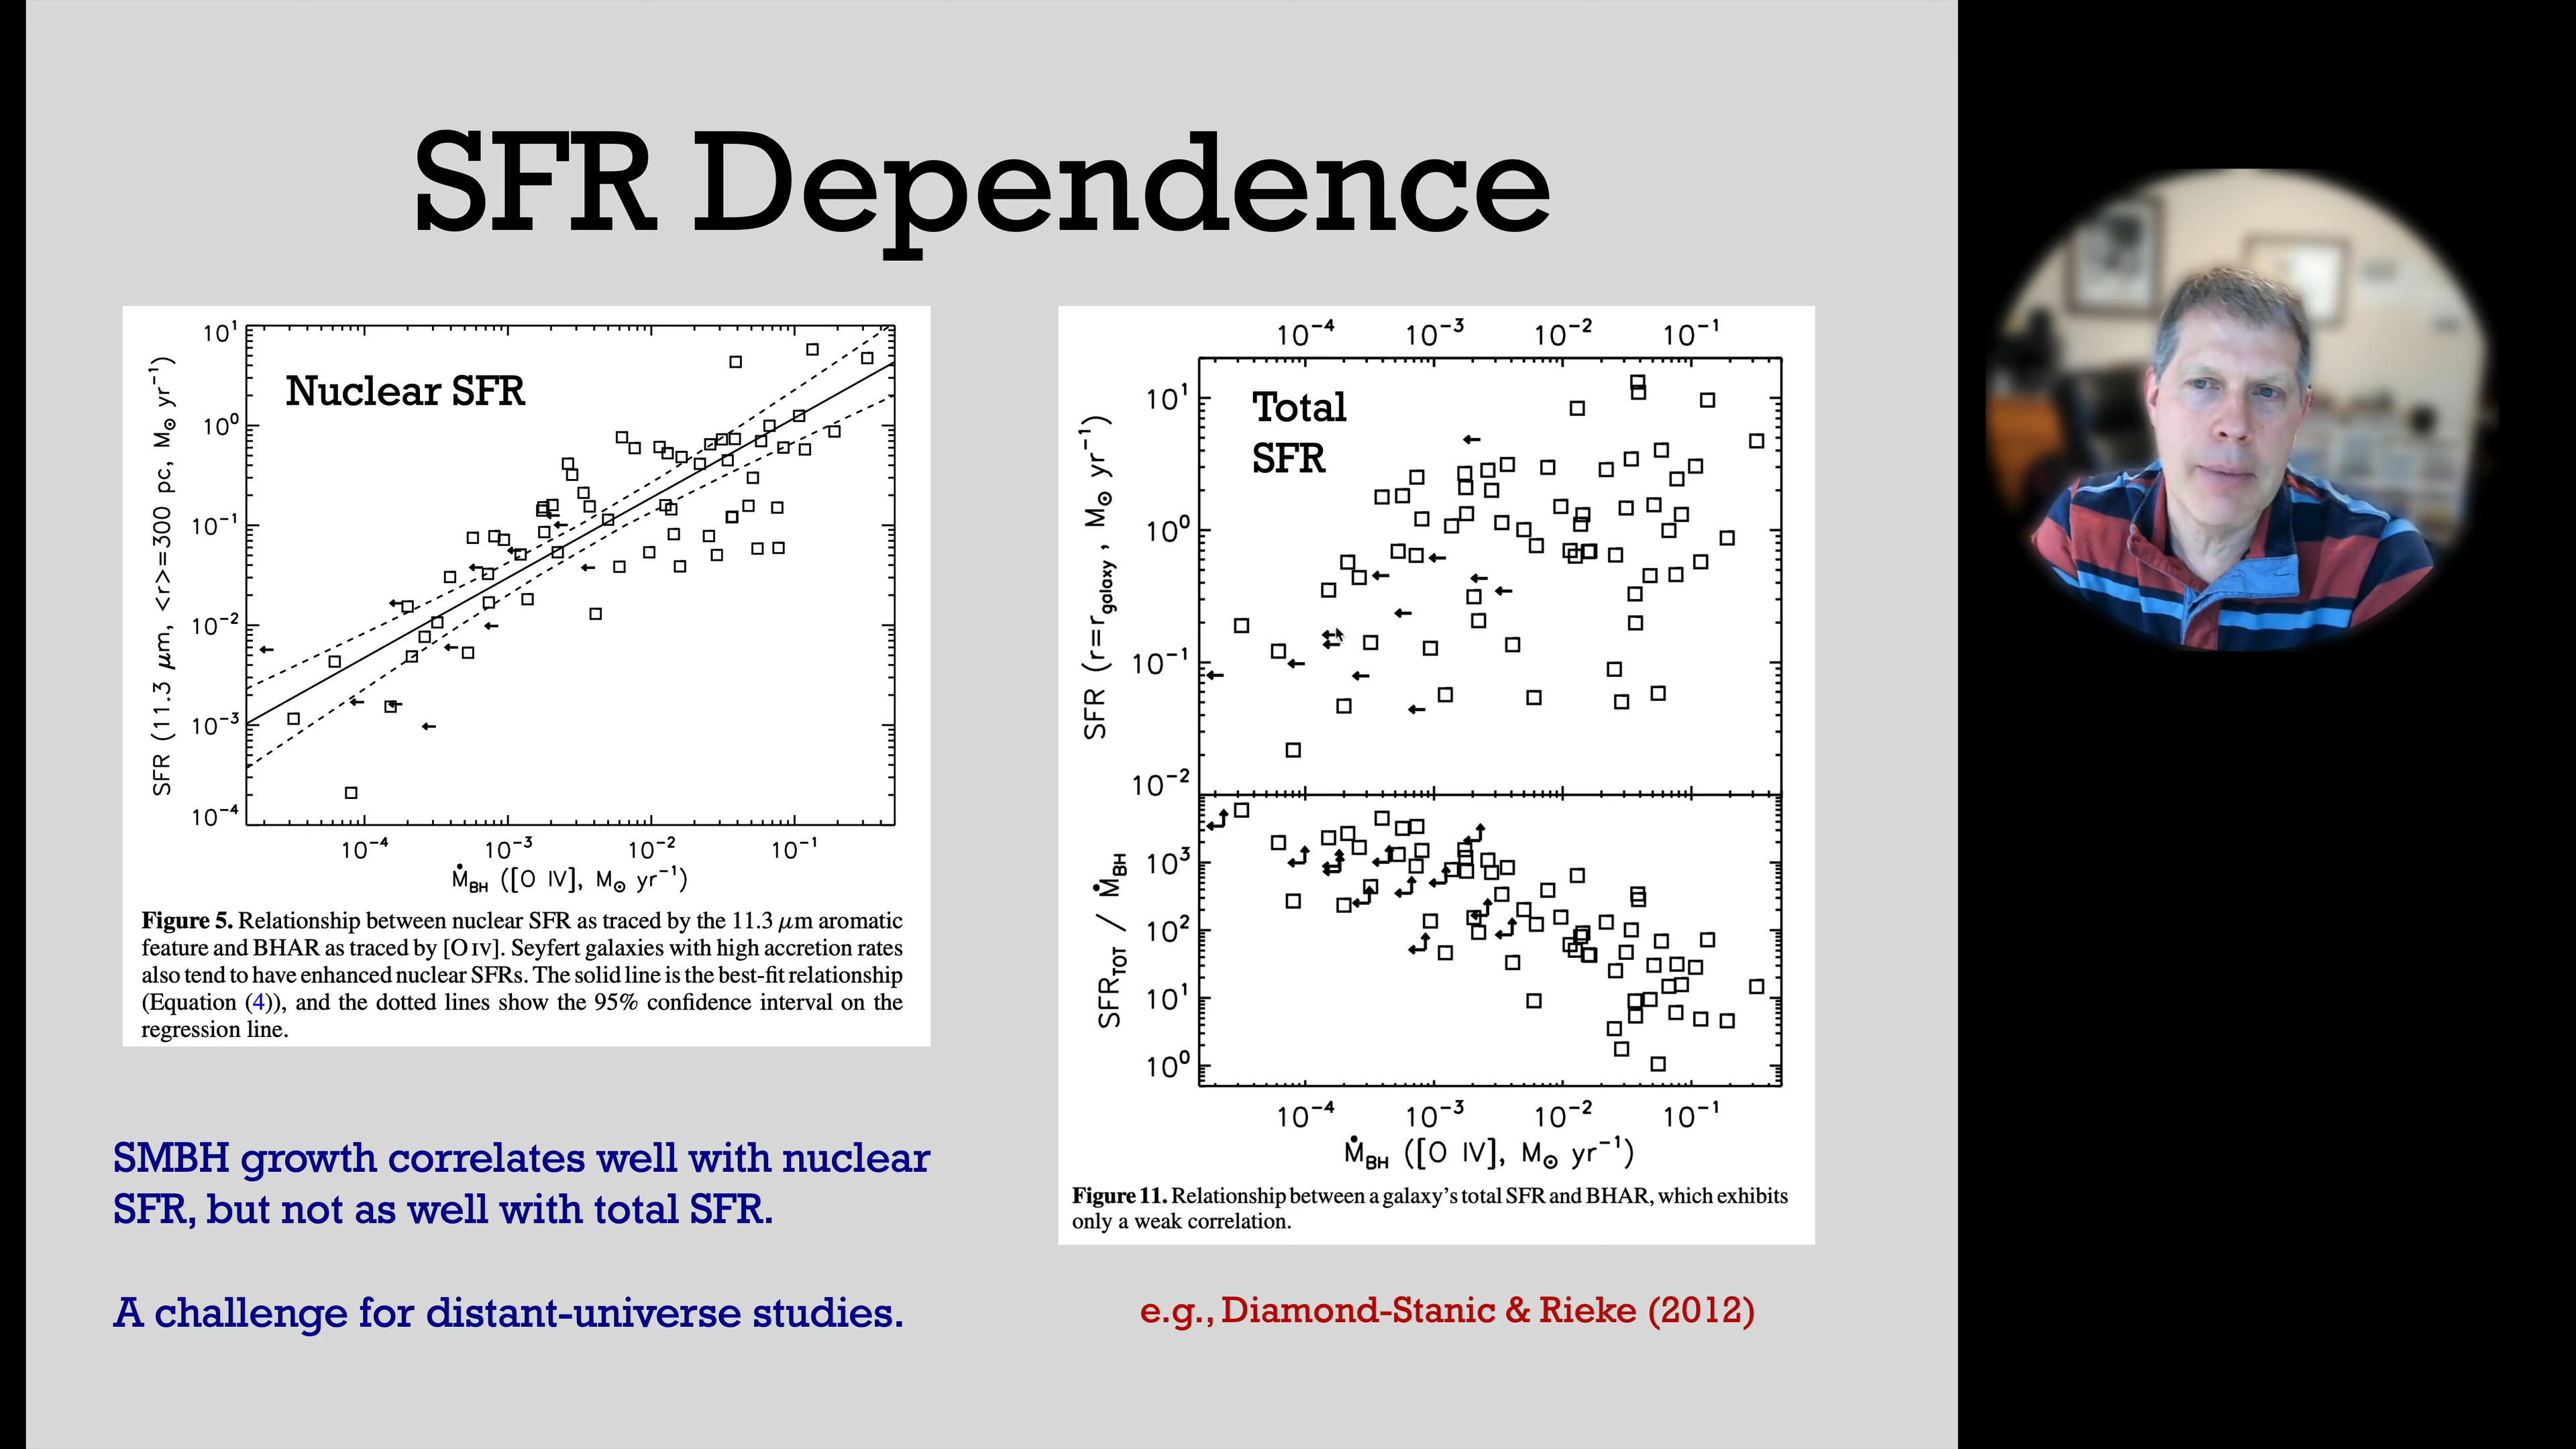 SFR Dependence
Nuclear SFR
10¹
10⁰
10⁻¹
10⁻²
10⁻³
10⁻⁴
SFR (11.3 μm, <r>=300 pc, M⊙ yr⁻¹)
10⁻⁴ 10⁻³ 10⁻² 10⁻¹
ṀBH ([O IV], M⊙ yr⁻¹)
Figure 5. Relationship between nuclear SFR as traced by the 11.3 μm aromatic
feature and BHAR as traced by [O IV]. Seyfert galaxies with high accretion rates
also tend to have enhanced nuclear SFRs. The solid line is the best-fit relationship
(Equation (4)), and the dotted lines show the 95% confidence interval on the
regression line.
SMBH growth correlates well with nuclear
SFR, but not as well with total SFR.
A challenge for distant-universe studies.
10⁻⁴ 10⁻³ 10⁻² 10⁻¹
Total
SFR
10¹
10⁰
10⁻¹
10⁻²
SFR (r=rgalaxy, M⊙ yr⁻¹)
10³
10²
10¹
10⁰
SFRTOT / ṀBH
10⁻⁴ 10⁻³ 10⁻² 10⁻¹
ṀBH ([O IV], M⊙ yr⁻¹)
Figure 11. Relationship between a galaxy's total SFR and BHAR, which exhibits
only a weak correlation.
e.g., Diamond-Stanic & Rieke (2012)